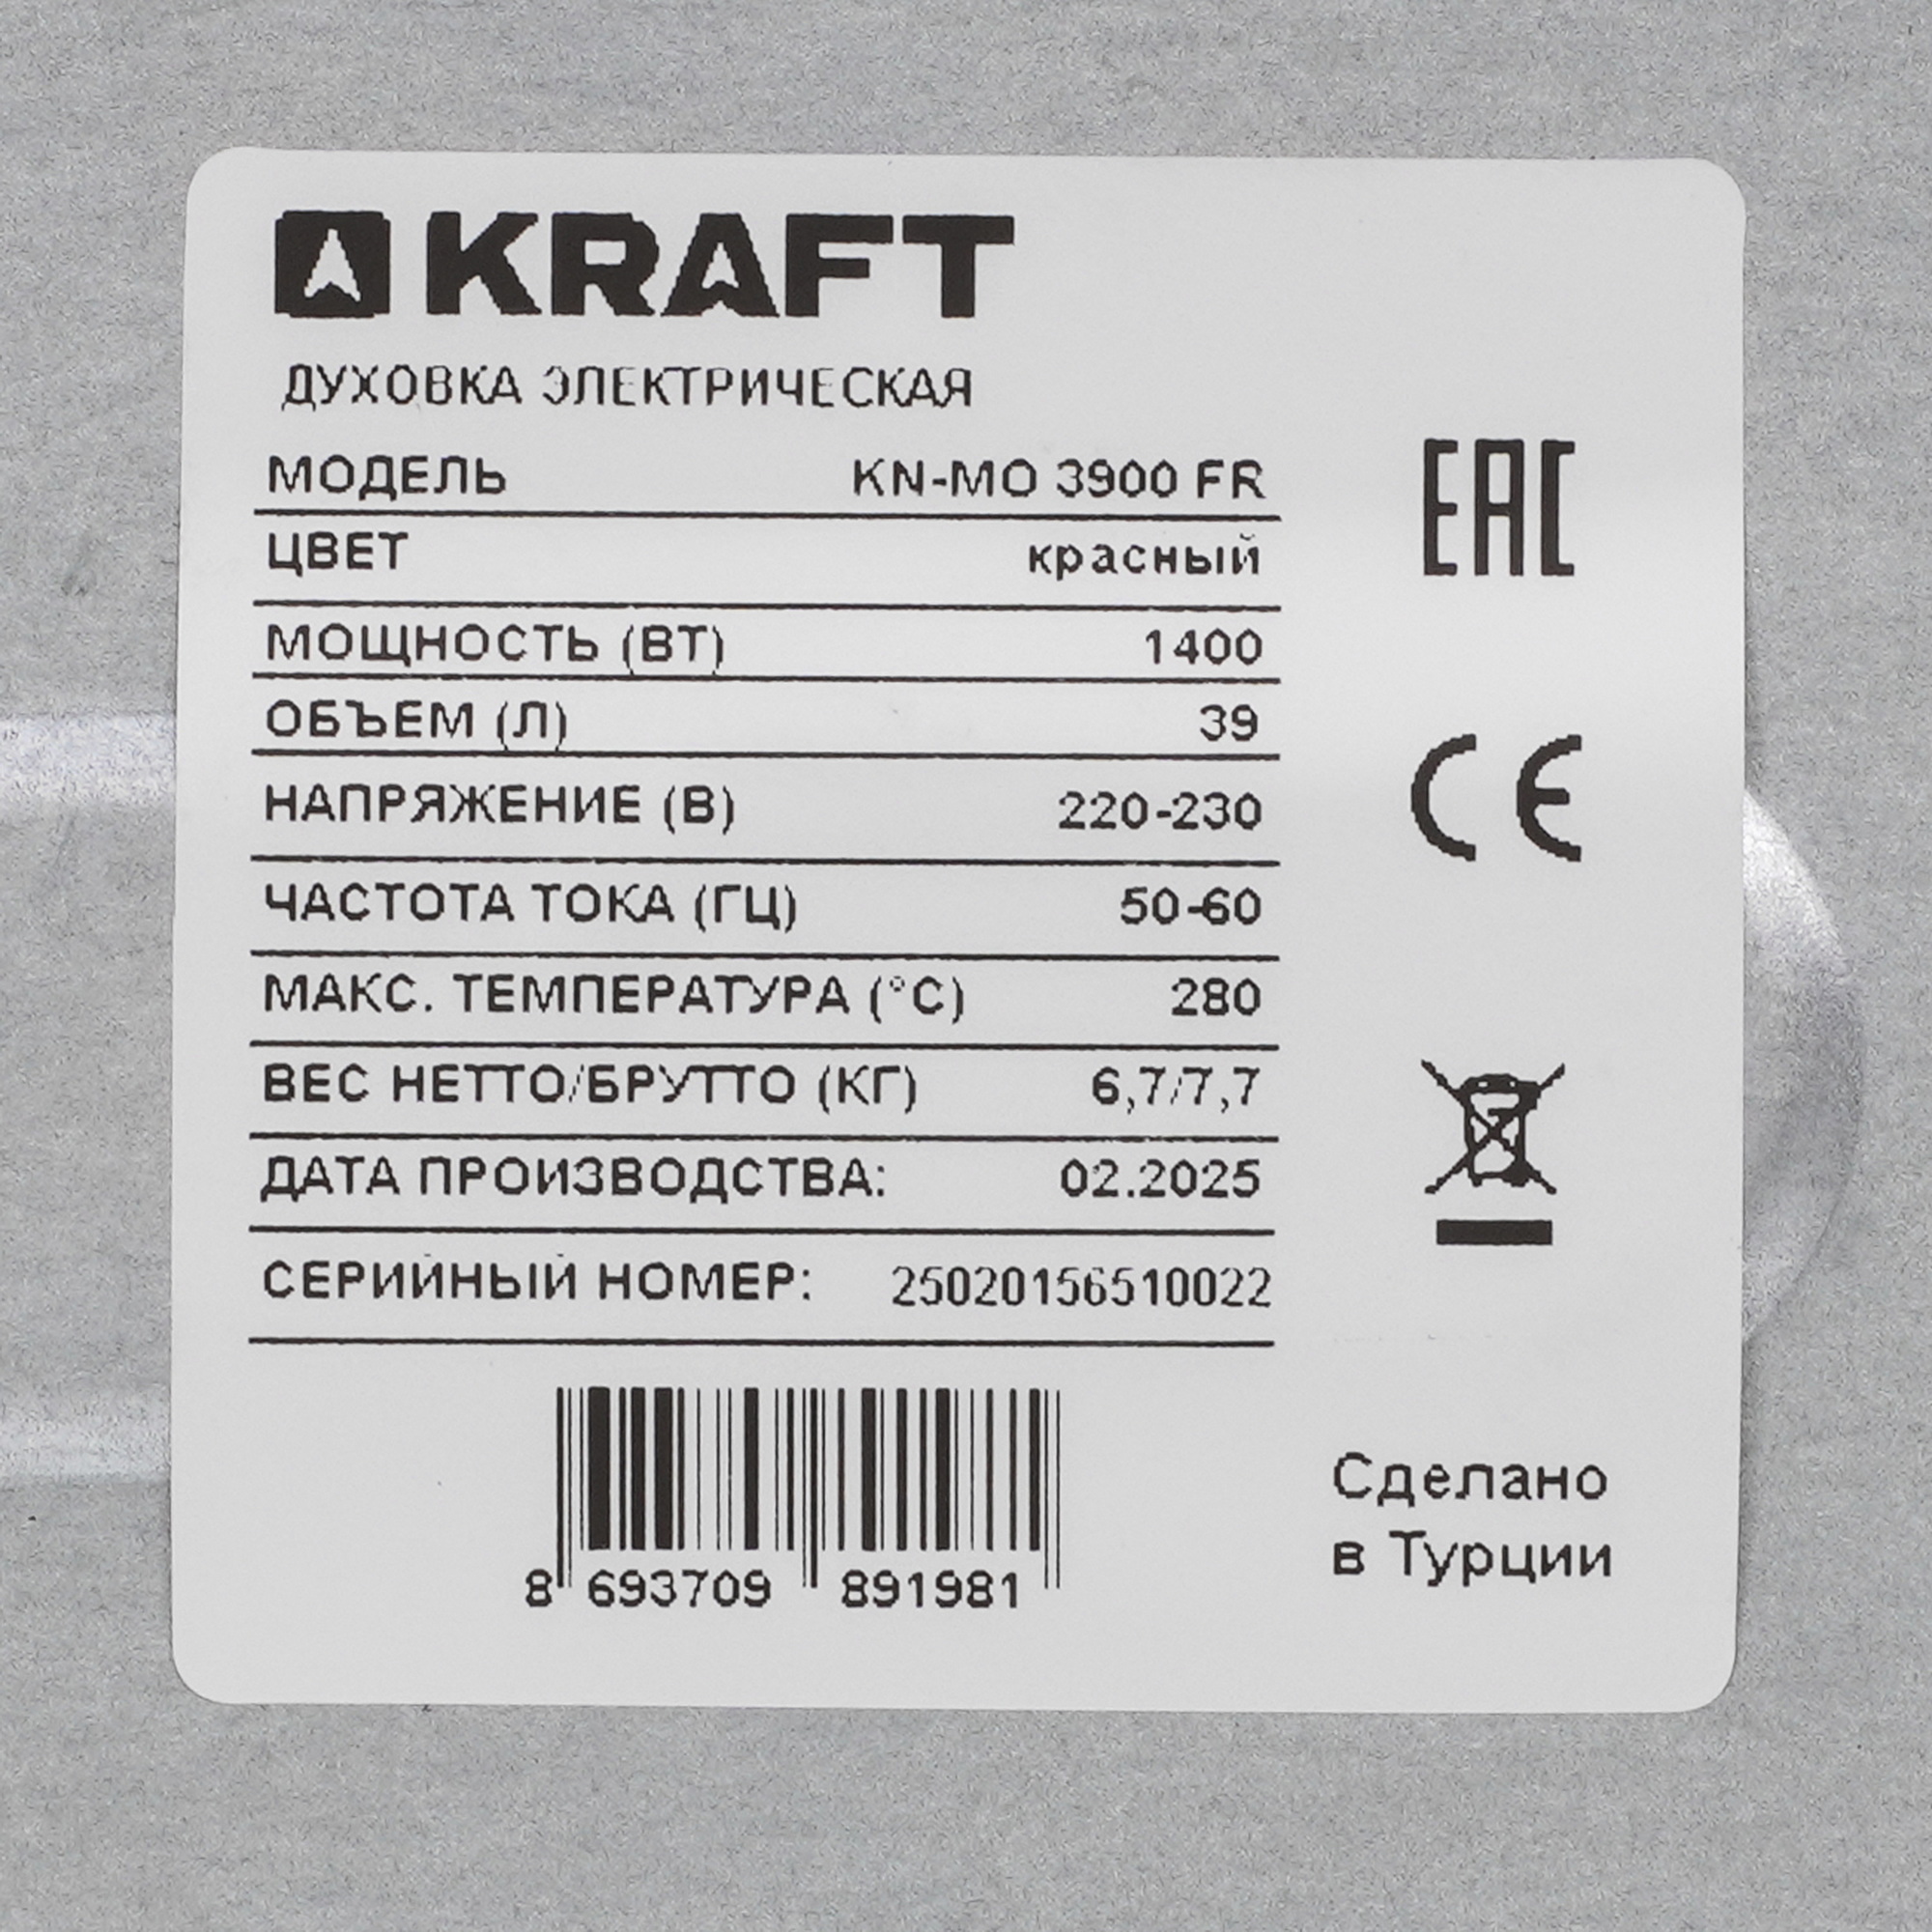 KRAFT
ДУХОВКА ЭЛЕКТРИЧЕСКАЯ
МОДЕЛЬ KN-MO 3900 FR
ЦВЕТ красный
МОЩНОСТЬ (ВТ) 1400
ОБЪЕМ (Л) 39
НАПРЯЖЕНИЕ (В) 220-230
ЧАСТОТА ТОКА (ГЦ) 50-60
МАКС. ТЕМПЕРАТУРА (°С) 280
ВЕС НЕТТО/БРУТТО (КГ) 6,7/7,7
ДАТА ПРОИЗВОДСТВА: 02.2025
СЕРИЙНЫЙ НОМЕР: 25020156510022
8 693709 891981
EAC
CE
Сделано
в Турции